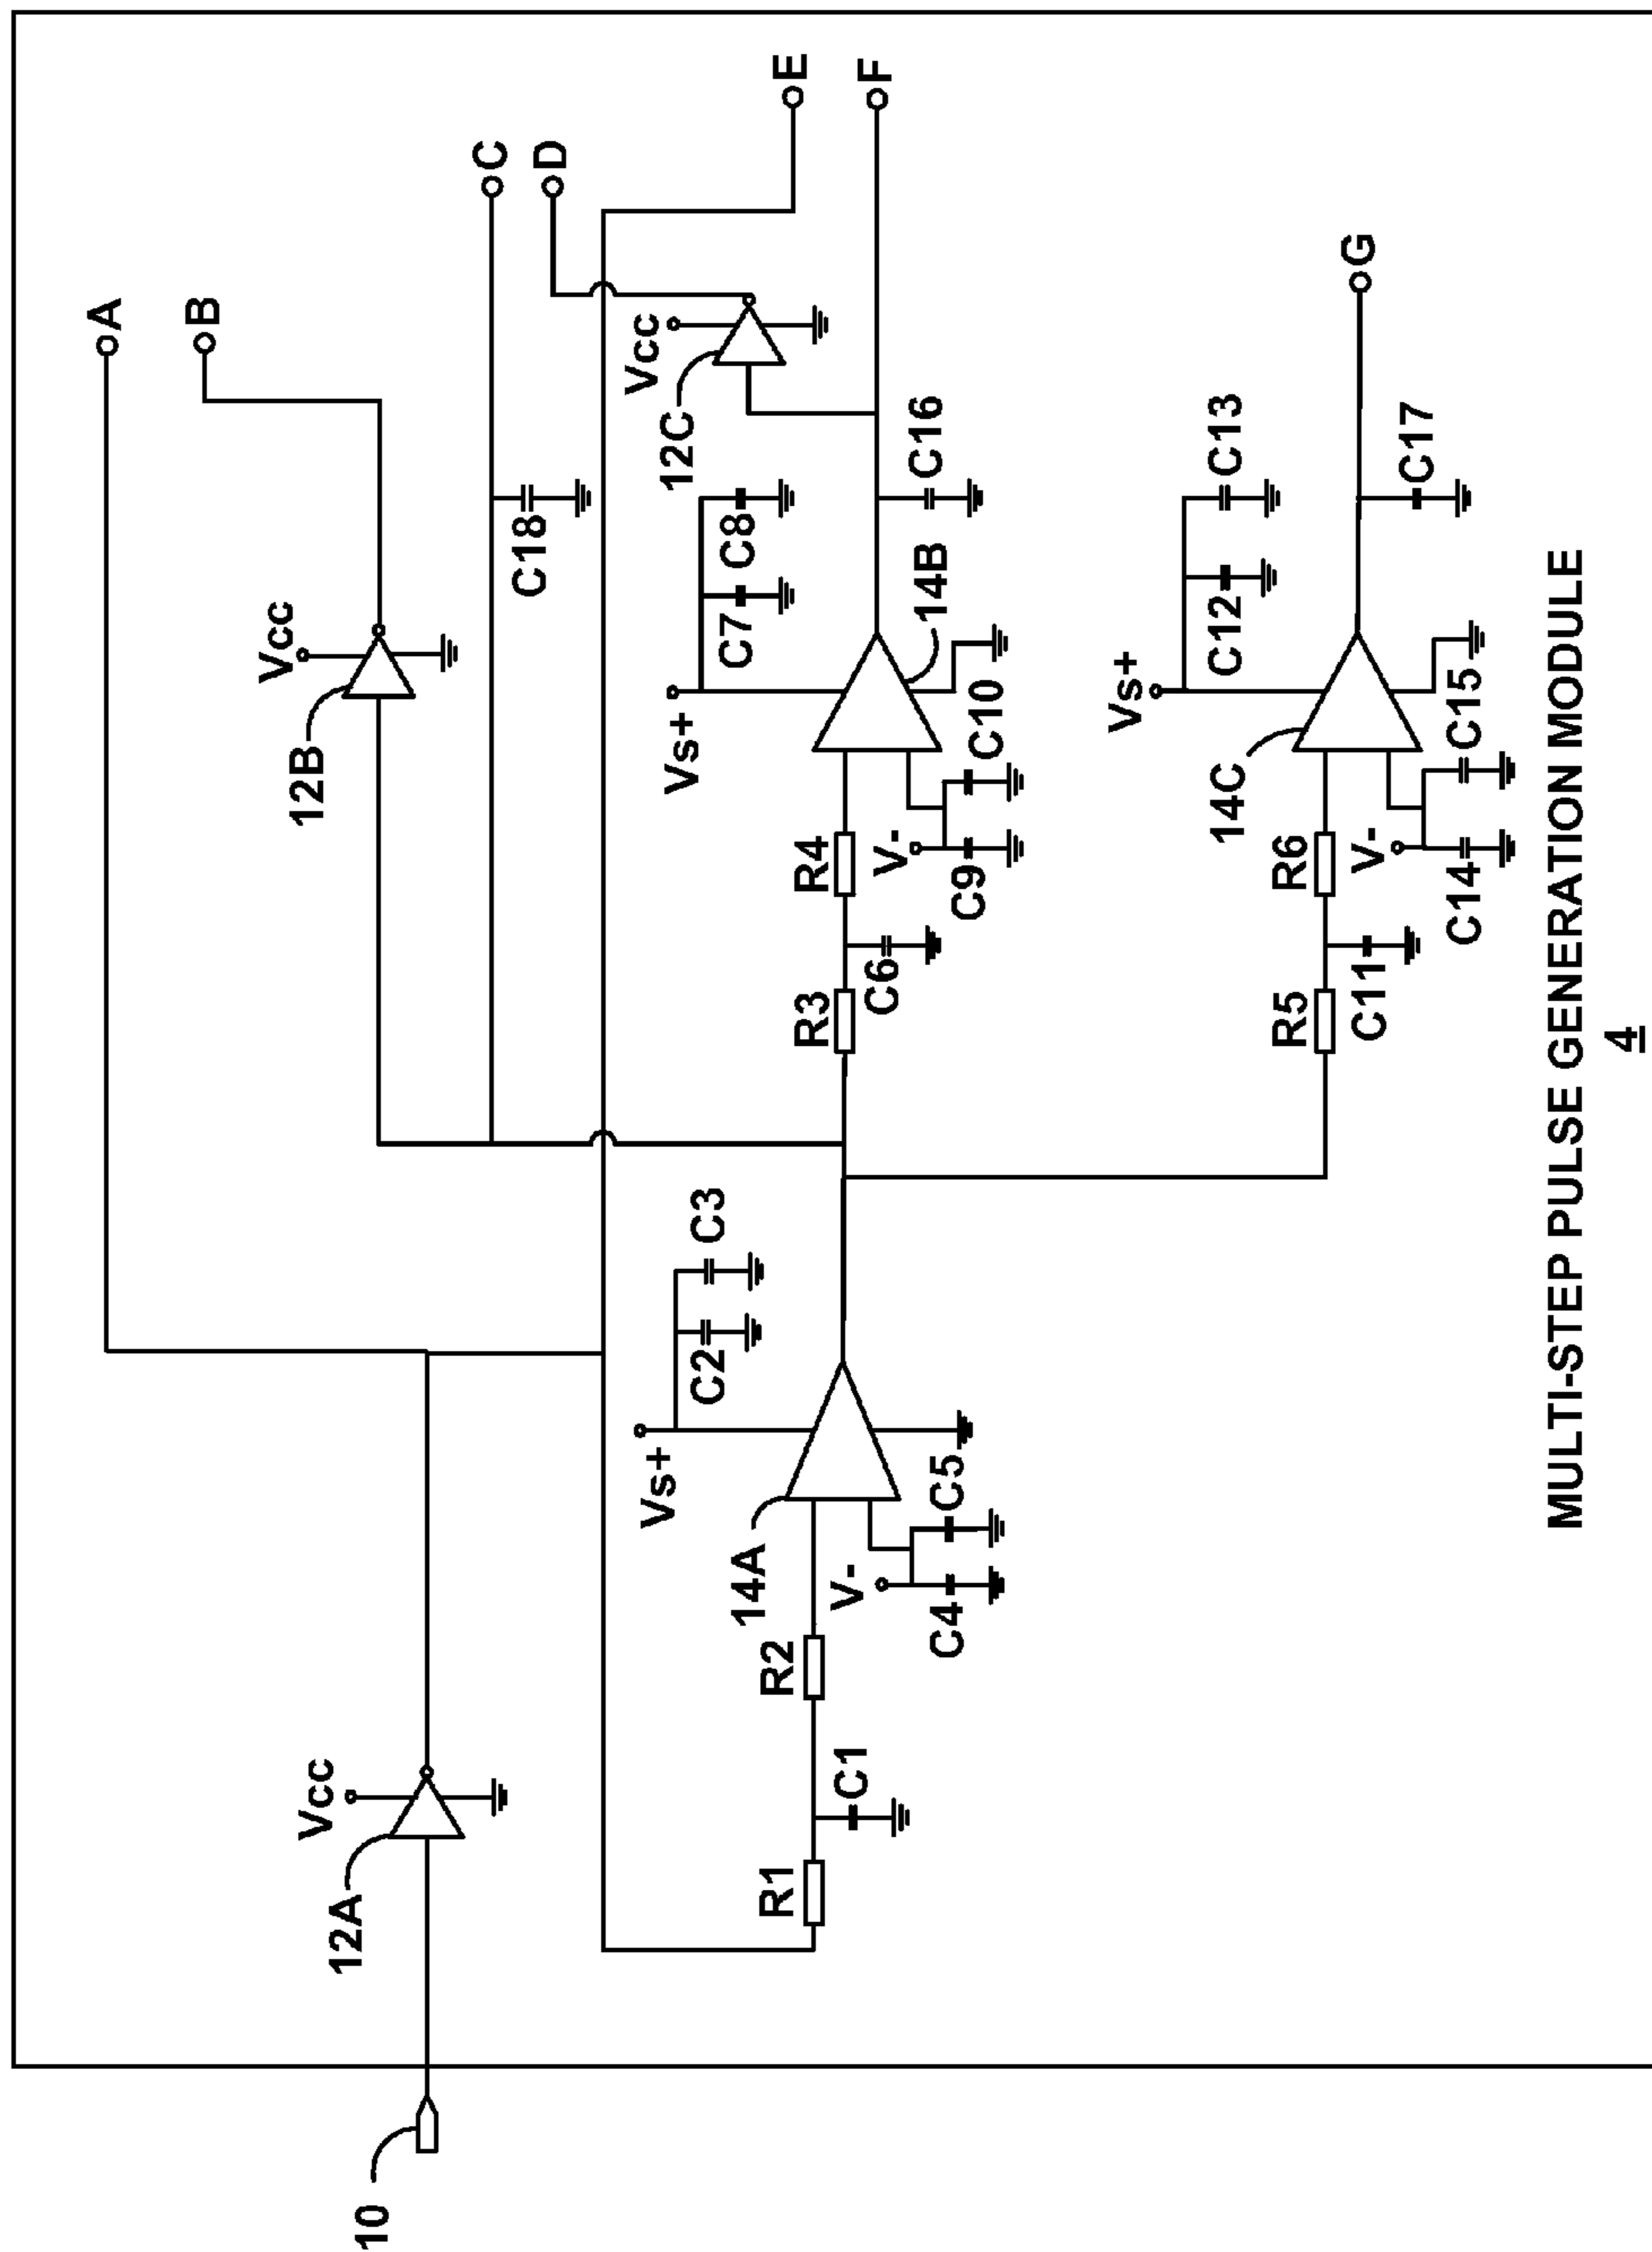 A
B
Vcc
12B
C
C18
D
E
Vcc
12A
10
Vcc
12C
F
Vs+
C2
C3
14A
R1
C1
R2
V-
C4
C5
Vs+
C7
C8
R3
C6
R4
V-
C9
C10
14B
C16
Vs+
C12
C13
14C
R5
C11
R6
V-
C14
C15
C17
G
MULTI-STEP PULSE GENERATION MODULE
4